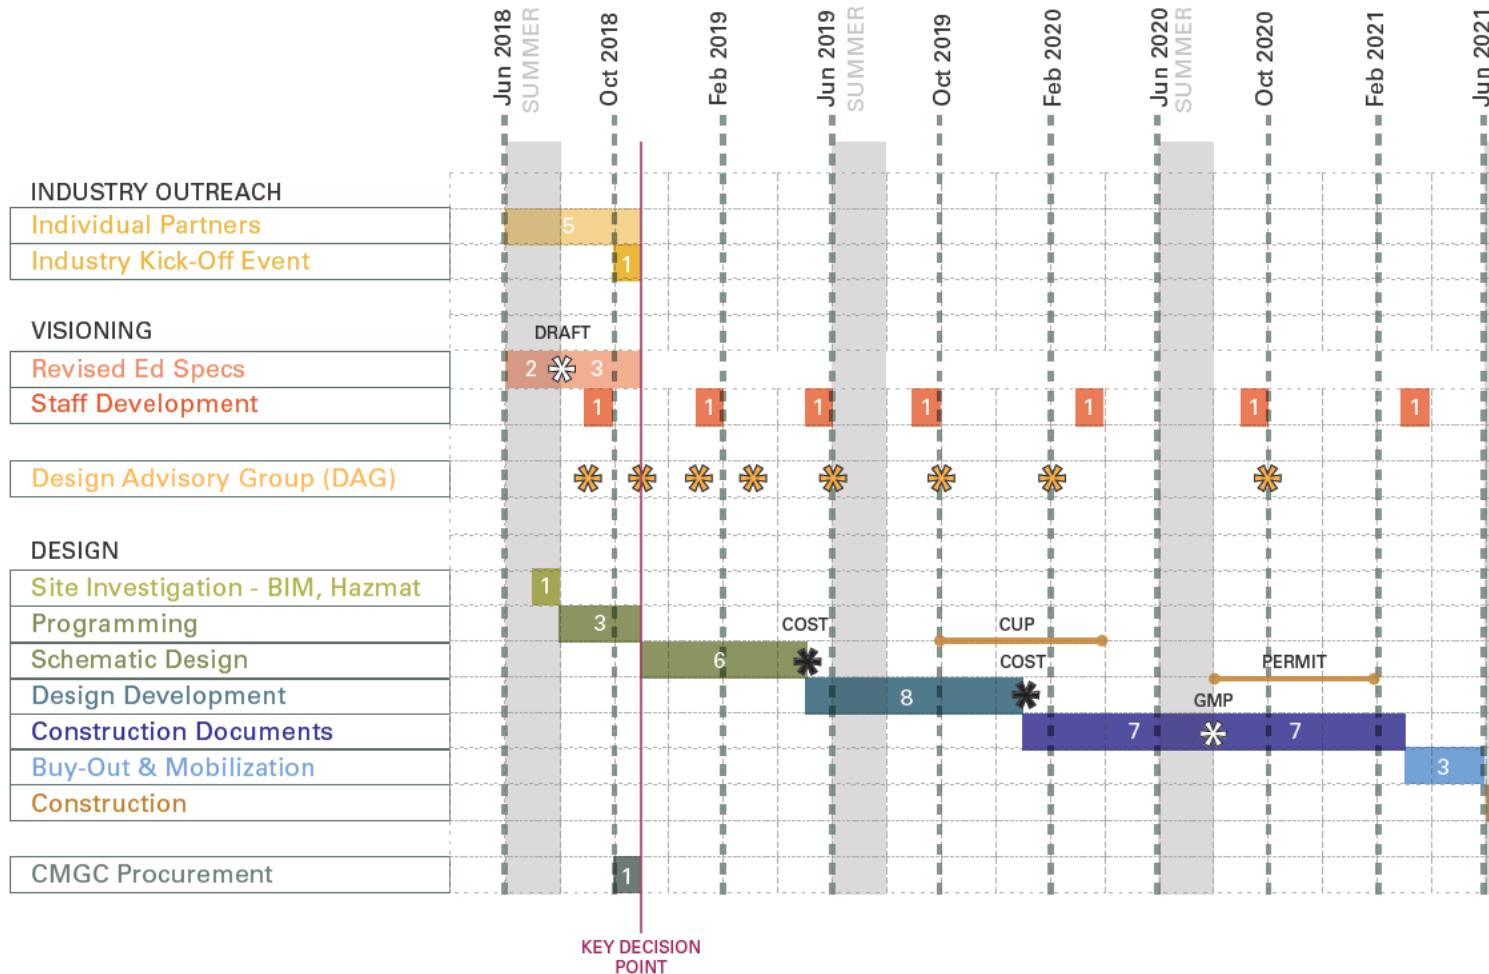 Jun 2018
SUMMER
Oct 2018
Feb 2019
Jun 2019
SUMMER
Oct 2019
Feb 2020
Jun 2020
SUMMER
Oct 2020
Feb 2021
Jun 2021
INDUSTRY OUTREACH
Individual Partners
5
Industry Kick-Off Event
1
VISIONING
DRAFT
Revised Ed Specs
2 3
Staff Development
1 1 1 1 1 1 1
Design Advisory Group (DAG)
DESIGN
Site Investigation - BIM, Hazmat
1
Programming
3
COST
CUP
Schematic Design
6
COST
PERMIT
Design Development
8
GMP
Construction Documents
7 7
Buy-Out & Mobilization
3
Construction
CMGC Procurement
1
KEY DECISION
POINT